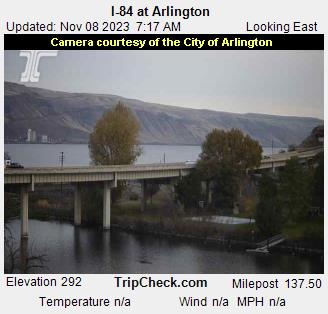 I-84 at Arlington
Updated: Nov 08 2023 7:17 AM Looking East
Camera courtesy of the City of Arlington
Elevation 292 TripCheck.com Milepost 137.50
Temperature n/a Wind n/a MPH n/a